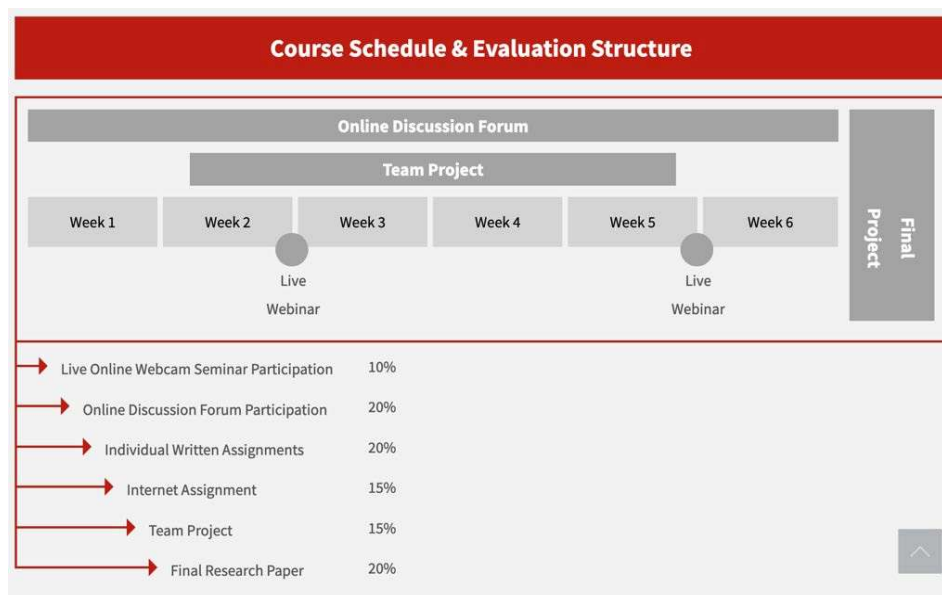 Course Schedule & Evaluation Structure
Online Discussion Forum
Team Project
Week 1
Week 2
Week 3
Week 4
Week 5
Week 6
Live
Webinar
Live
Webinar
Final
Project
Live Online Webcam Seminar Participation 10%
Online Discussion Forum Participation 20%
Individual Written Assignments 20%
Internet Assignment 15%
Team Project 15%
Final Research Paper 20%